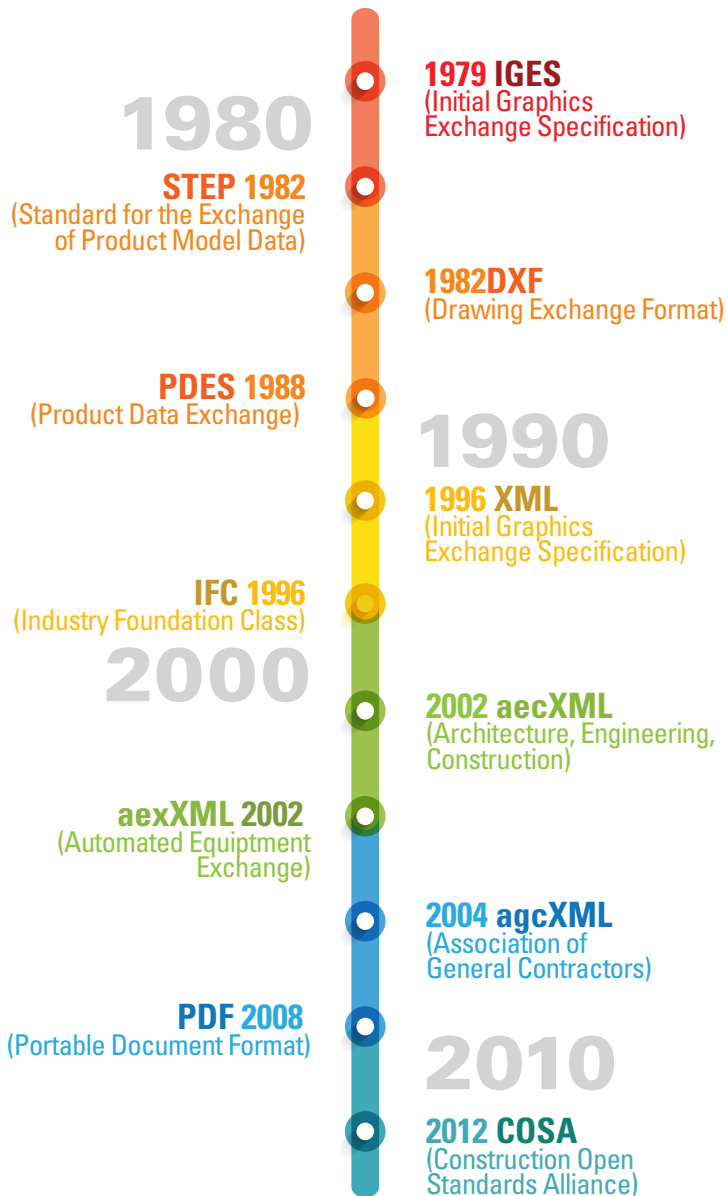 1979 IGES
(Initial Graphics
Exchange Specification)
1980
STEP 1982
(Standard for the Exchange
of Product Model Data)
1982DXF
(Drawing Exchange Format)
PDES 1988
(Product Data Exchange)
1990
1996 XML
(Initial Graphics
Exchange Specification)
IFC 1996
(Industry Foundation Class)
2000
2002 aecXML
(Architecture, Engineering,
Construction)
aexXML 2002
(Automated Equiptment
Exchange)
2004 agcXML
(Association of
General Contractors)
PDF 2008
(Portable Document Format)
2010
2012 COSA
(Construction Open
Standards Alliance)